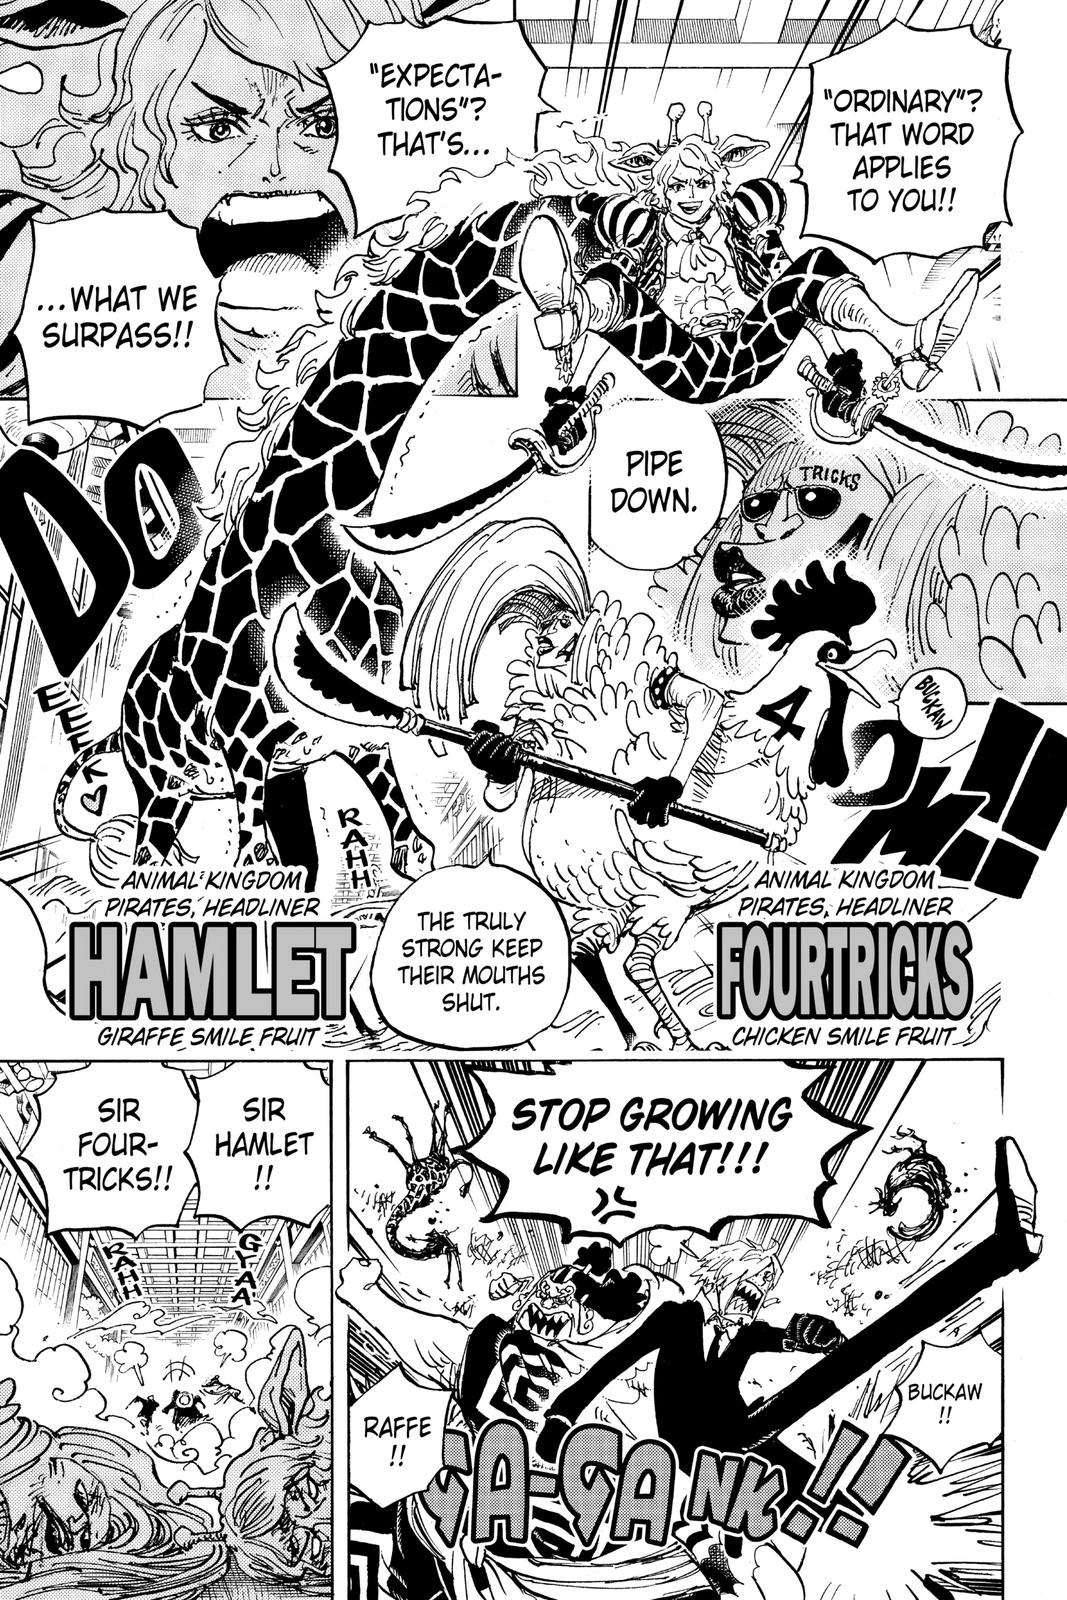 "ORDINARY"?
THAT WORD
APPLIES
TO YOU!!
"EXPECTA-
TIONS"?
THAT'S...
...WHAT WE
SURPASS!!
TRICKS
PIPE
DOWN.
BUCKAW
4
DOOM!!
EEEK
RAHH
THE TRULY
STRONG KEEP
THEIR MOUTHS
SHUT.
ANIMAL KINGDOM
PIRATES, HEADLINER
FOURTRICKS
CHICKEN SMILE FRUIT
ANIMAL KINGDOM
PIRATES, HEADLINER
HAMLET
GIRAFFE SMILE FRUIT
STOP GROWING
LIKE THAT!!!
BUCKAW
!!
RAFFE
!!
GA-GANK!!
SIR
HAMLET
!!
SIR
FOUR-
TRICKS!!
GYAA
RAHH